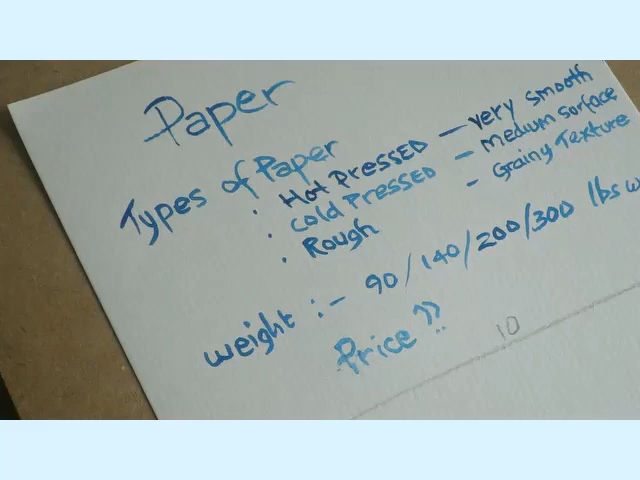 Paper
Types of Paper
. Hot PRESSED — very smooth
. Cold PRESSED – medium surface
. Rough – Grainy Texture
weight :– 90/140/200/300 lbs
Price ??
10